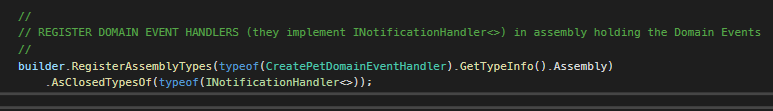 //
// REGISTER DOMAIN EVENT HANDLERS (they implement INotificationHandler<>) in assembly holding the Domain Events
//
builder.RegisterAssemblyTypes(typeof(CreatePetDomainEventHandler).GetTypeInfo().Assembly)
.AsClosedTypesOf(typeof(INotificationHandler<>));